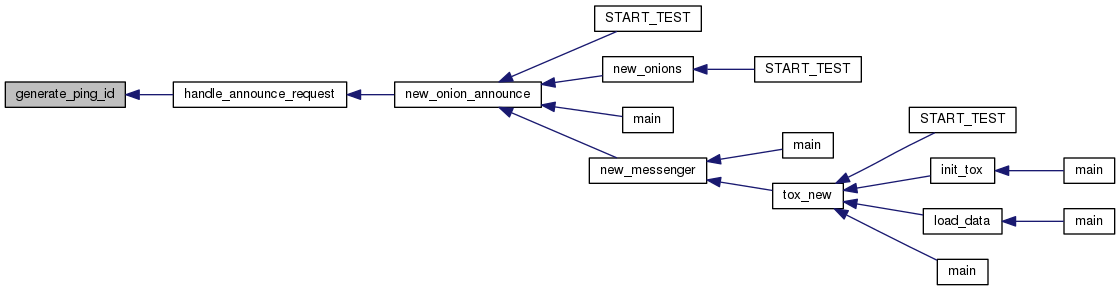 START_TEST
new_onions
START_TEST
generate_ping_id
handle_announce_request
new_onion_announce
main
START_TEST
main
new_messenger
init_tox
main
tox_new
load_data
main
main